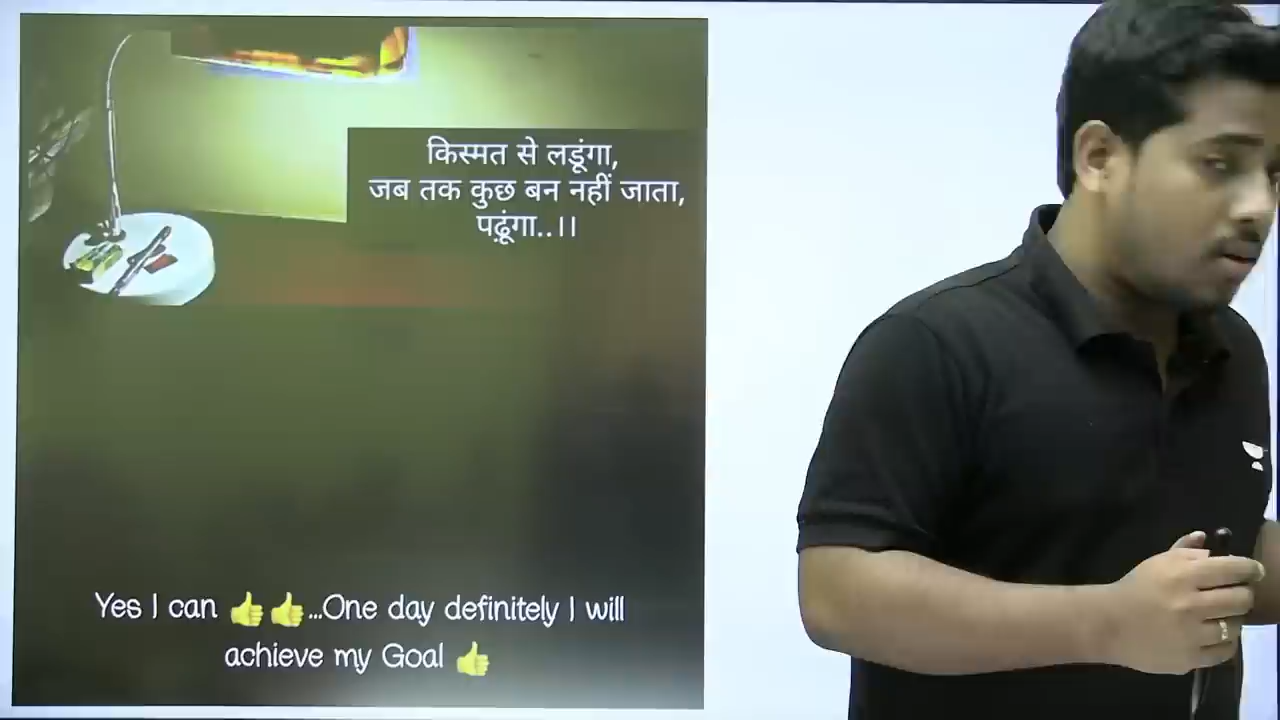 किस्मत से लडूंगा,
जब तक कुछ बन नहीं जाता,
पढ़ूंगा..।।
Yes I can 👍👍...One day definitely I will
achieve my Goal 👍